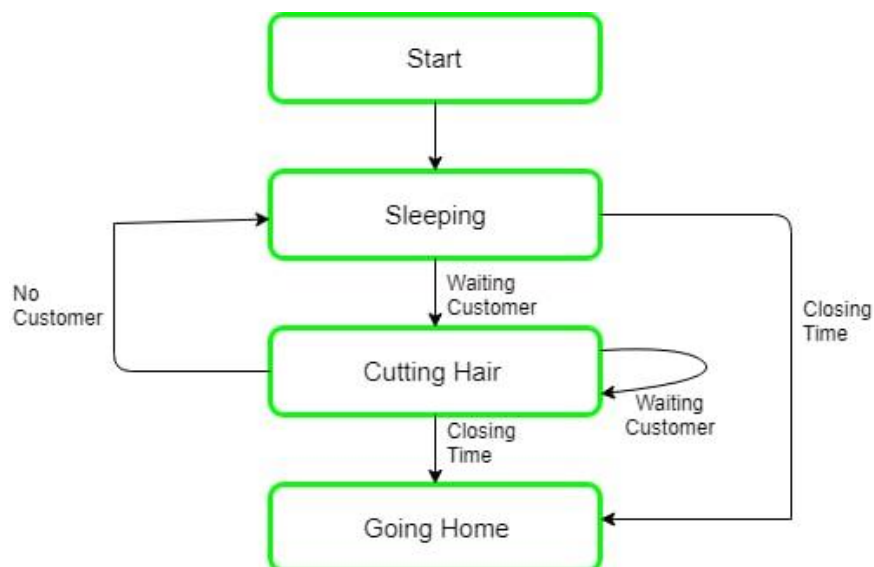 Start
Sleeping
Waiting
Customer
No
Customer
Closing
Time
Cutting Hair
Waiting
Customer
Closing
Time
Going Home